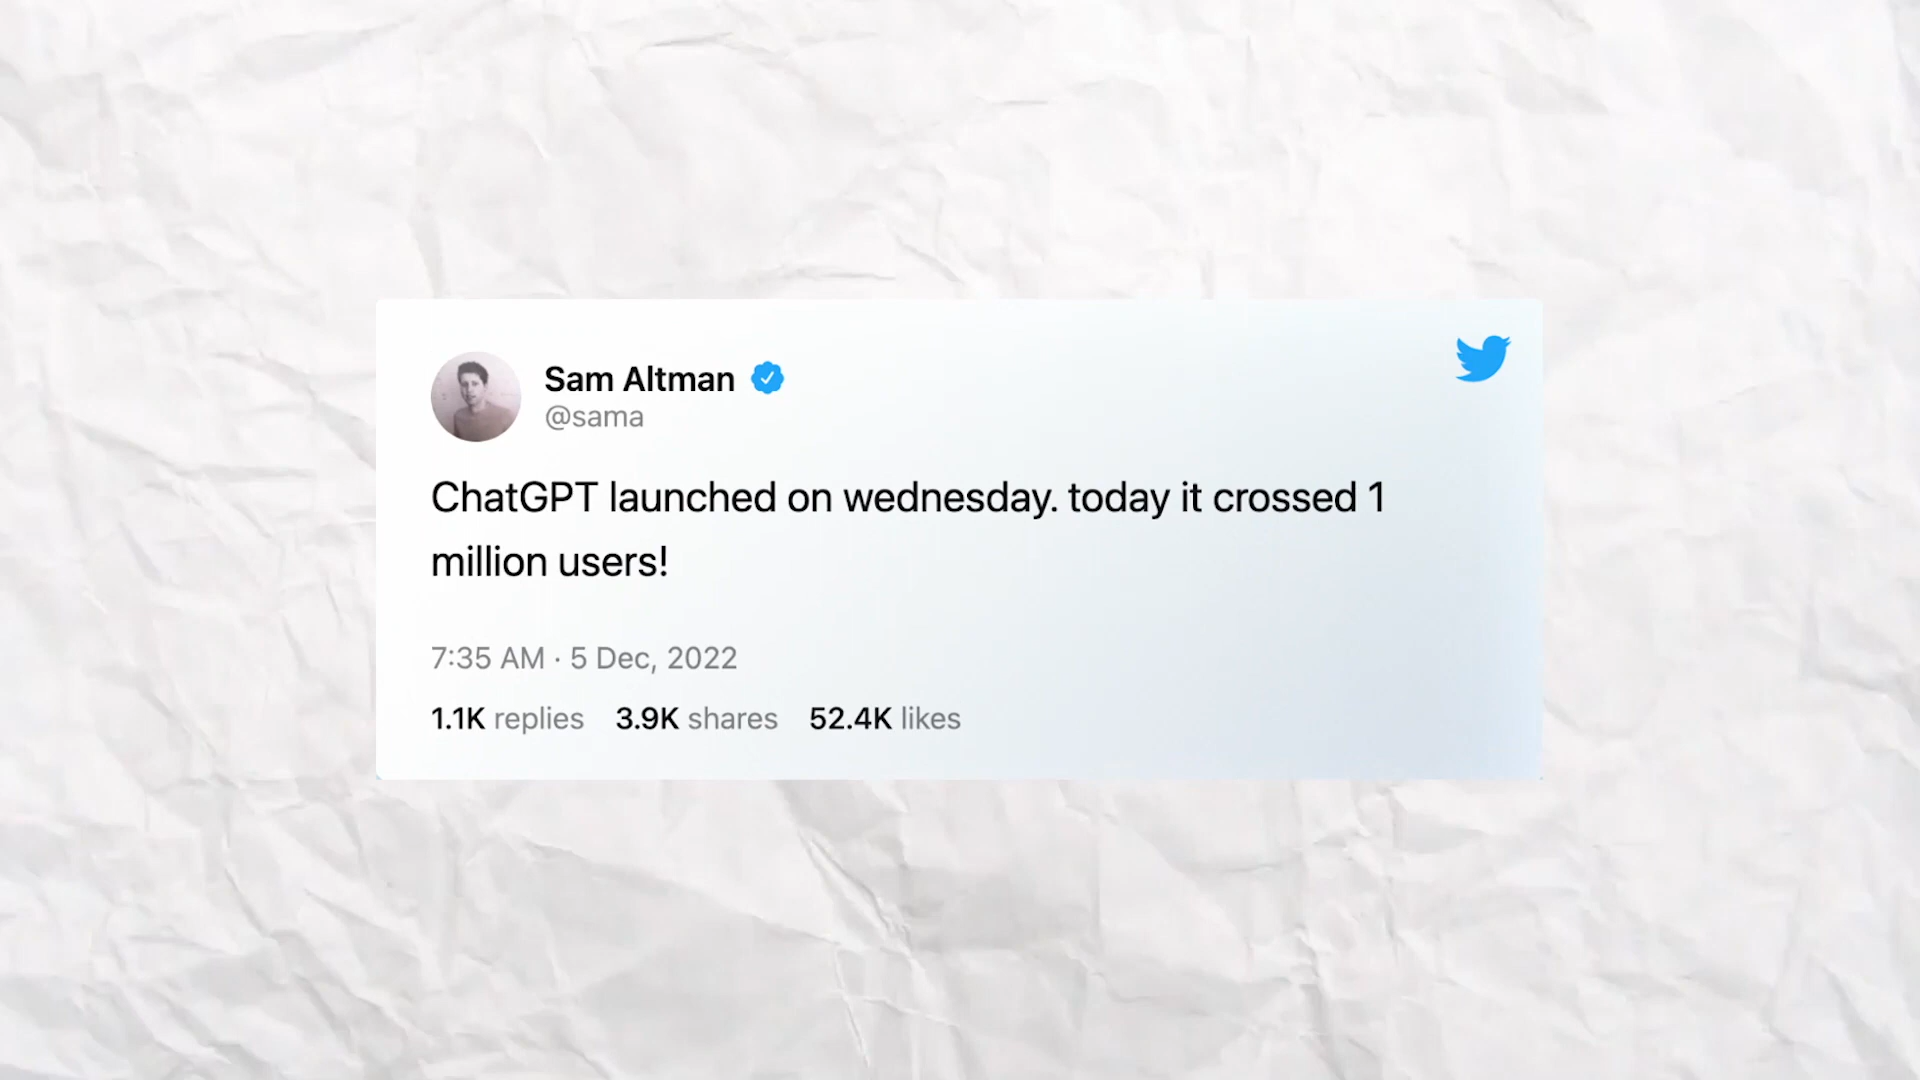 Sam Altman
@sama
ChatGPT launched on wednesday. today it crossed 1
million users!
7:35 AM · 5 Dec, 2022
1.1K replies 3.9K shares 52.4K likes